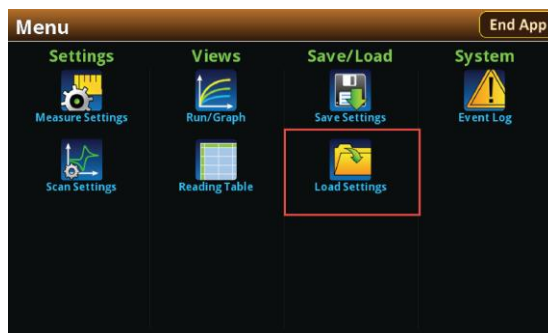 Menu
End App
Settings
Views
Save/Load
System
Measure Settings
Run/Graph
Save Settings
Event Log
Scan Settings
Reading Table
Load Settings